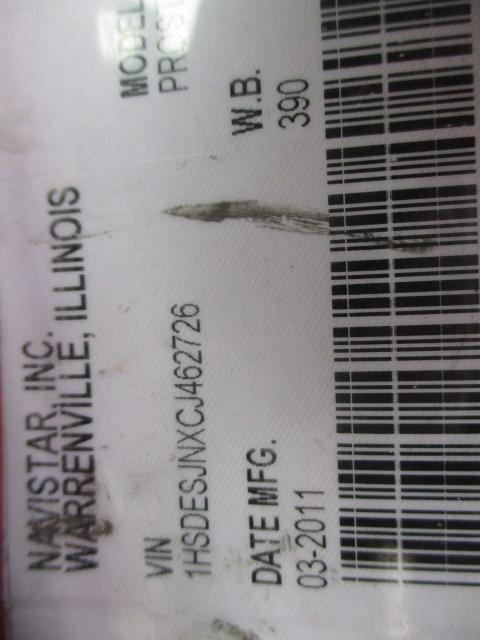 NAVISTAR, INC.
WARRENVILLE, ILLINOIS
MODEL
VIN
1HSDESJNXCJ462726
DATE MFG.
W.B.
03-2011
390